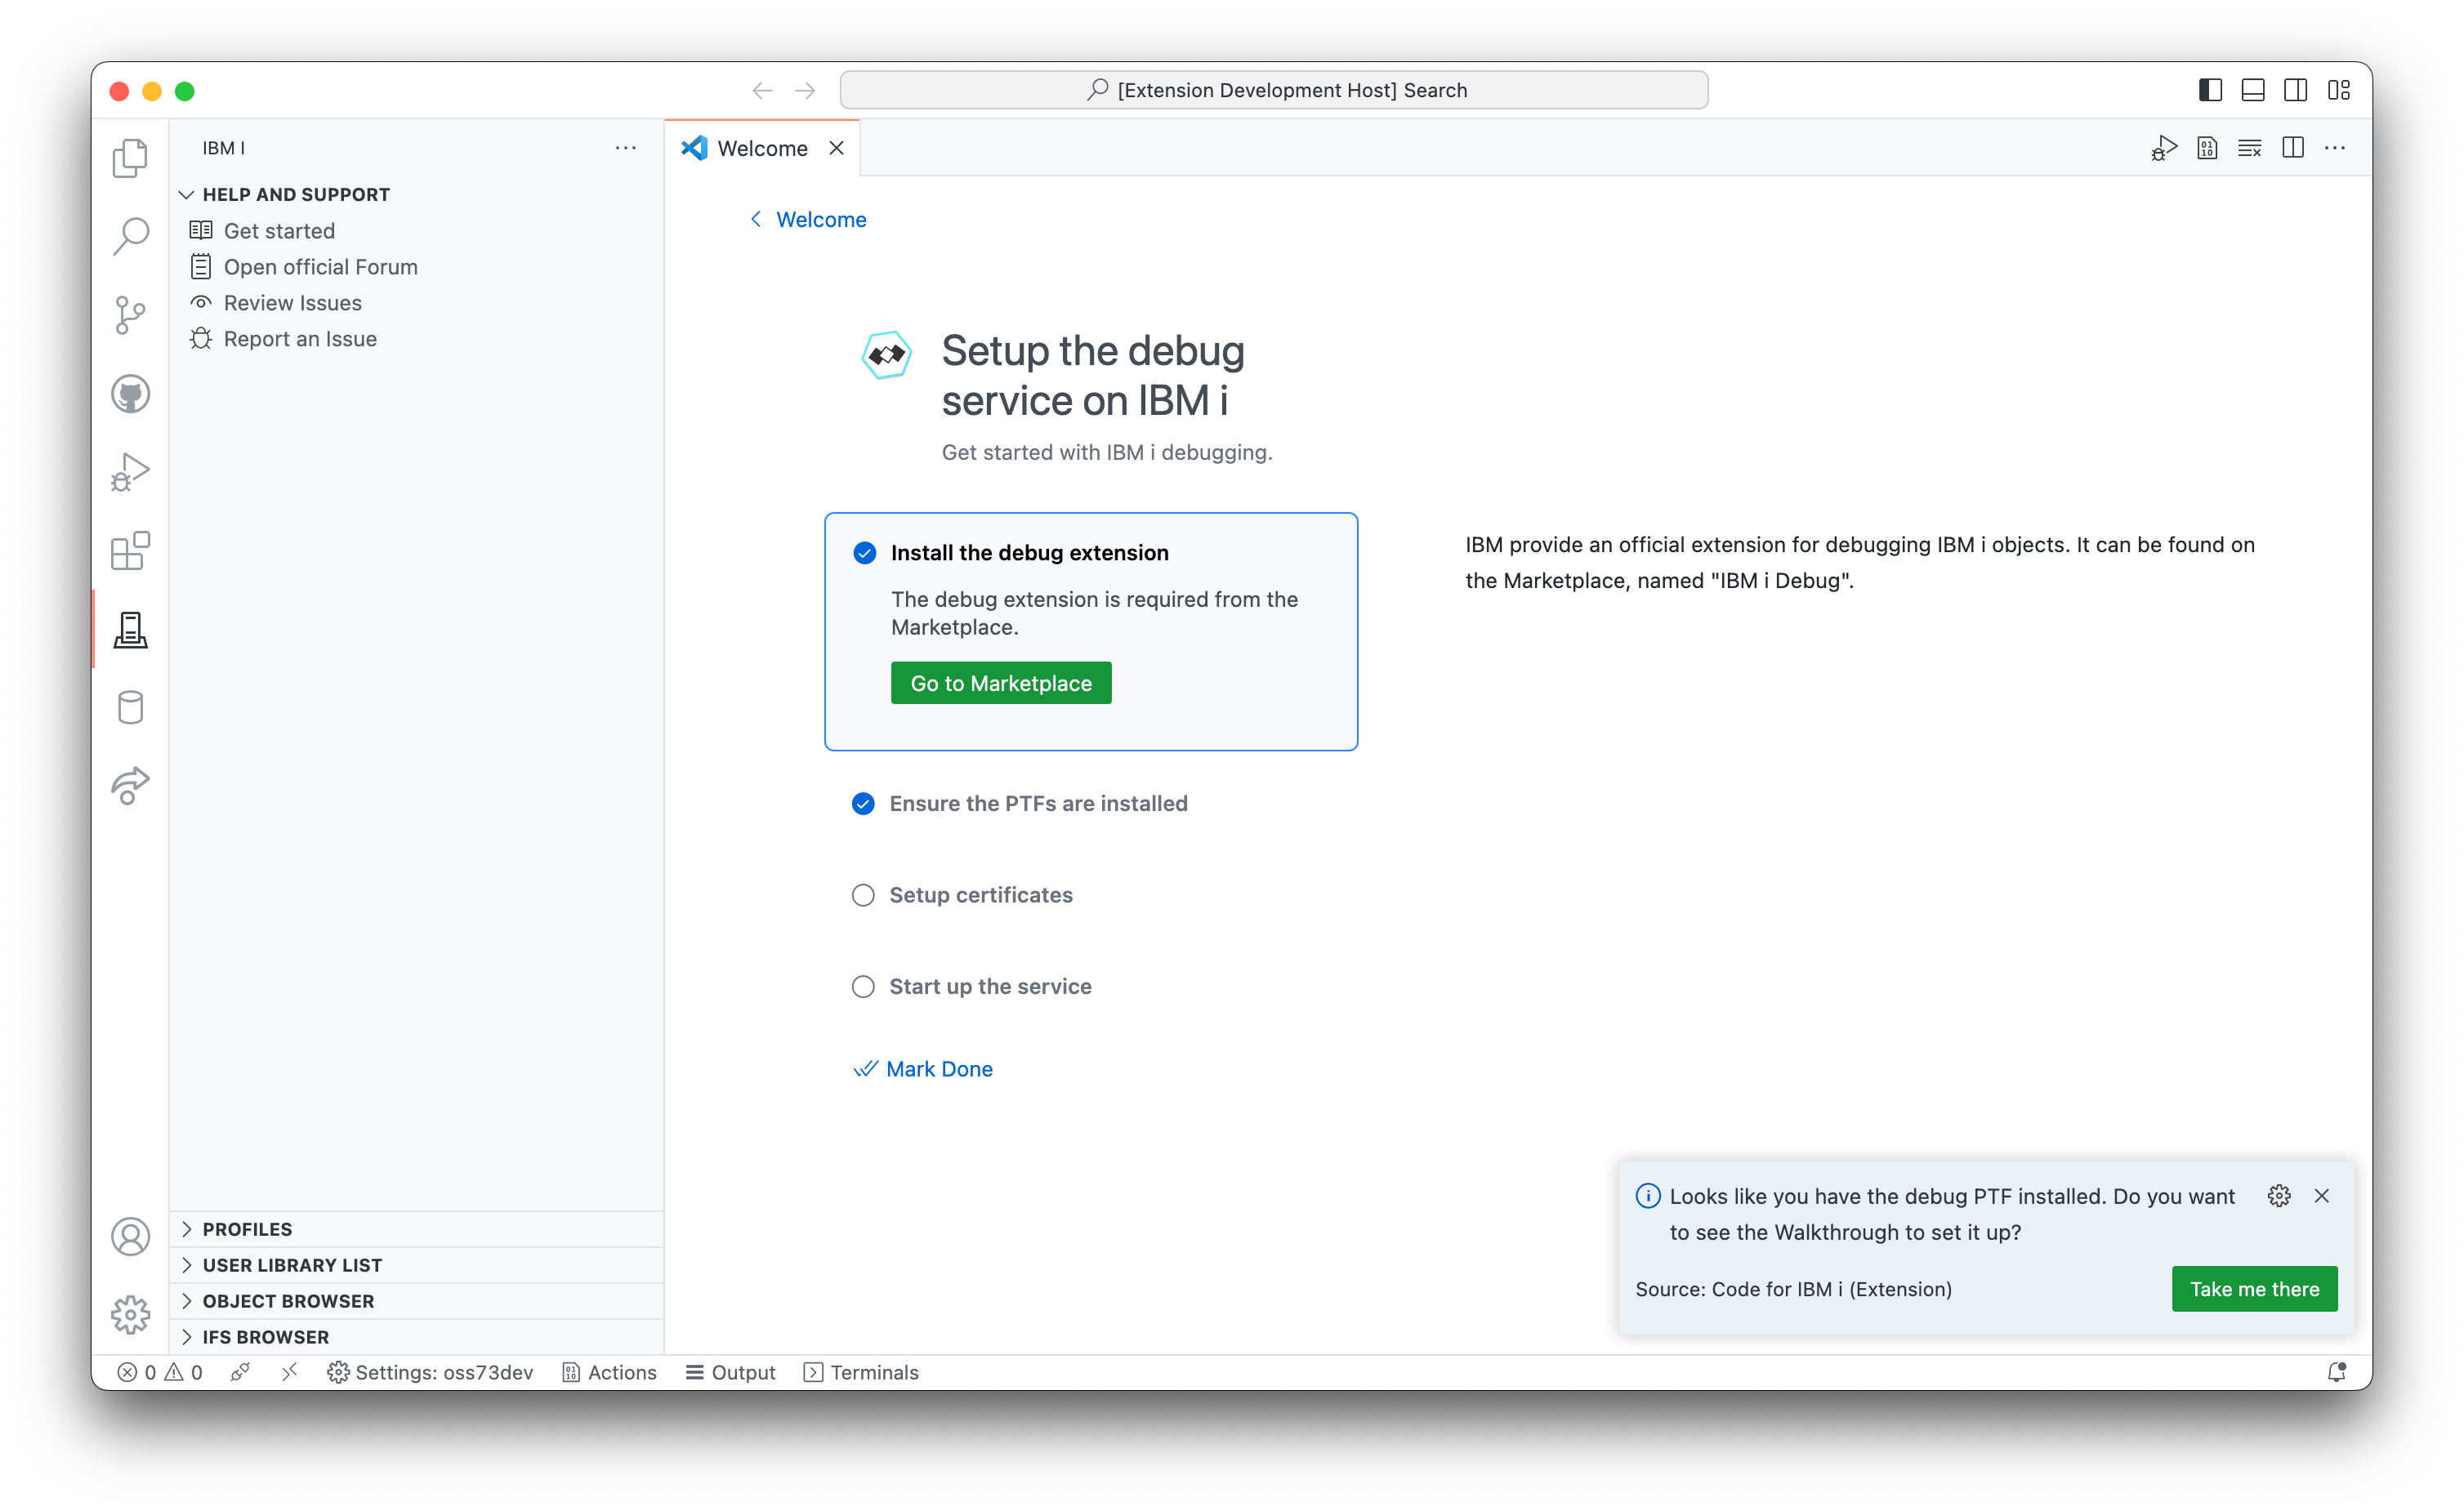 [Extension Development Host] Search
IBM I
HELP AND SUPPORT
Get started
Open official Forum
Review Issues
Report an Issue
PROFILES
USER LIBRARY LIST
OBJECT BROWSER
IFS BROWSER
Welcome
Welcome
Setup the debug
service on IBM i
Get started with IBM i debugging.
Install the debug extension
The debug extension is required from the
Marketplace.
Go to Marketplace
Ensure the PTFs are installed
Setup certificates
Start up the service
Mark Done
IBM provide an official extension for debugging IBM i objects. It can be found on
the Marketplace, named "IBM i Debug".
Looks like you have the debug PTF installed. Do you want
to see the Walkthrough to set it up?
Source: Code for IBM i (Extension)
Take me there
0 0 Settings: oss73dev Actions Output Terminals